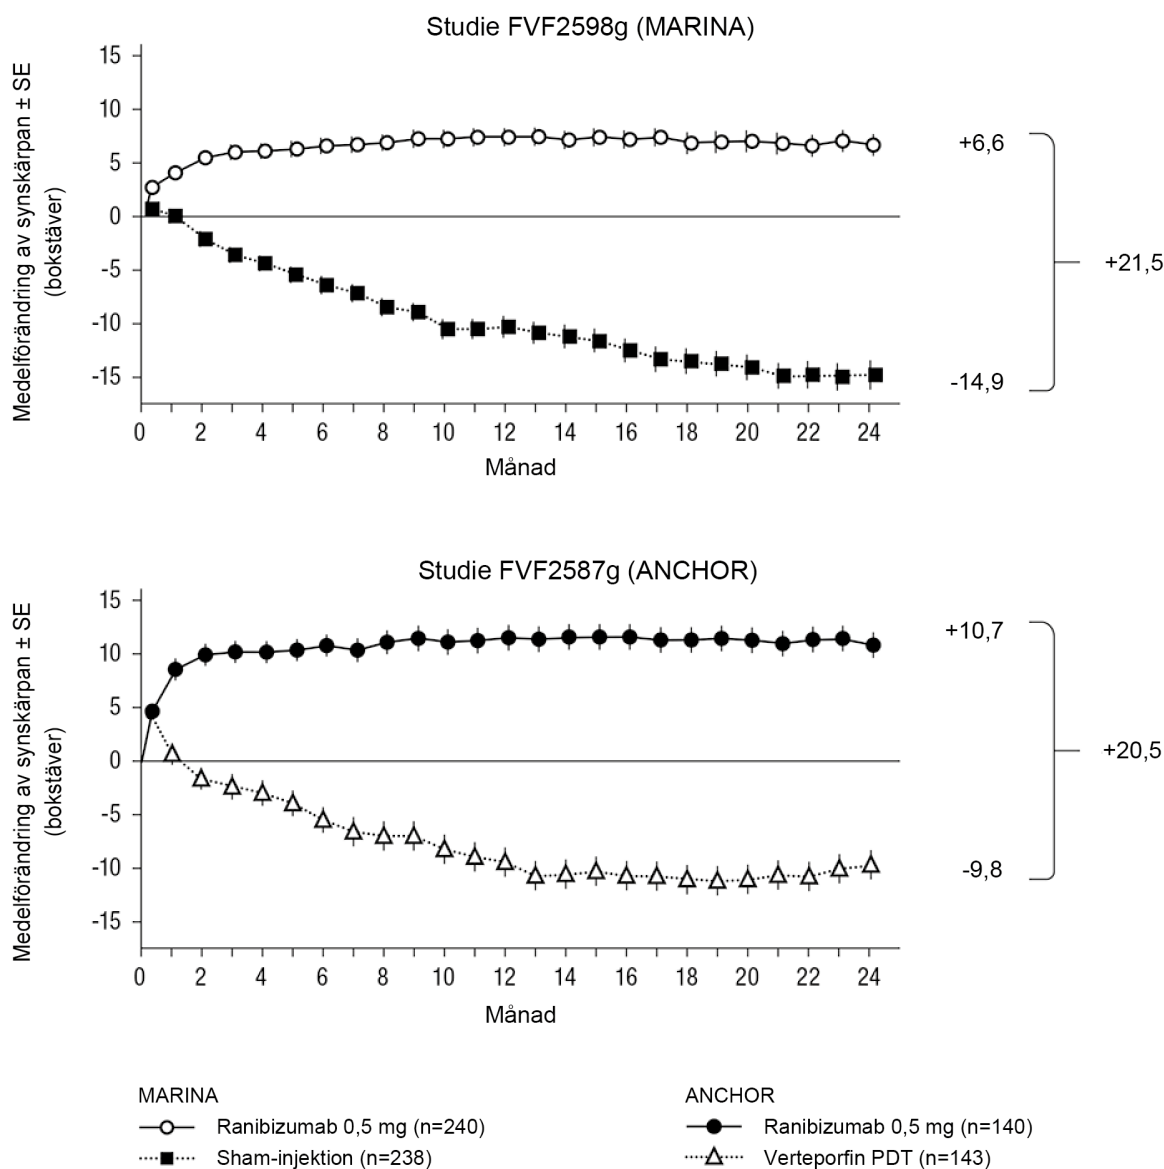 Studie FVF2598g (MARINA)
Medelförändring av synskärpan ± SE
(bokstäver)
15
10
5
0
-5
-10
-15
0 2 4 6 8 10 12 14 16 18 20 22 24
Månad
+6,6
+21,5
-14,9
Studie FVF2587g (ANCHOR)
Medelförändring av synskärpan ± SE
(bokstäver)
15
10
5
0
-5
-10
-15
0 2 4 6 8 10 12 14 16 18 20 22 24
Månad
+10,7
+20,5
-9,8
MARINA
Ranibizumab 0,5 mg (n=240)
Sham-injektion (n=238)
ANCHOR
Ranibizumab 0,5 mg (n=140)
Verteporfin PDT (n=143)